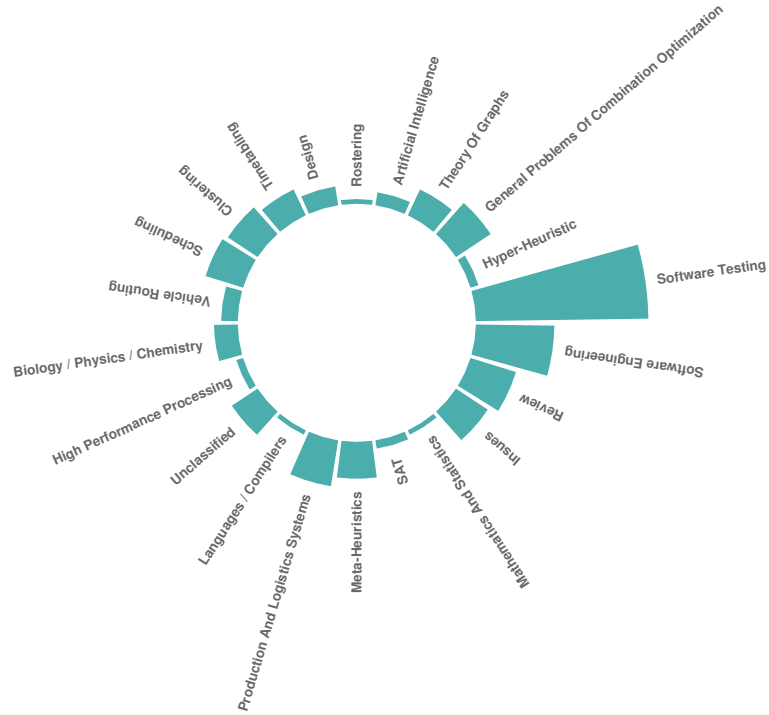 Rostering
Artificial Intelligence
Theory Of Graphs
General Problems Of Combination Optimization
Hyper-Heuristic
Software Testing
Software Engineering
Review
Insues
Mathematics And Statistics
SAT
Meta-Heuristics
Production And Logistics Systems
Languages / Compilers
Unclassified
High Performance Processing
Biology / Physics / Chemistry
Vehicle Routing
Scheduling
Clustering
Timetabling
Design